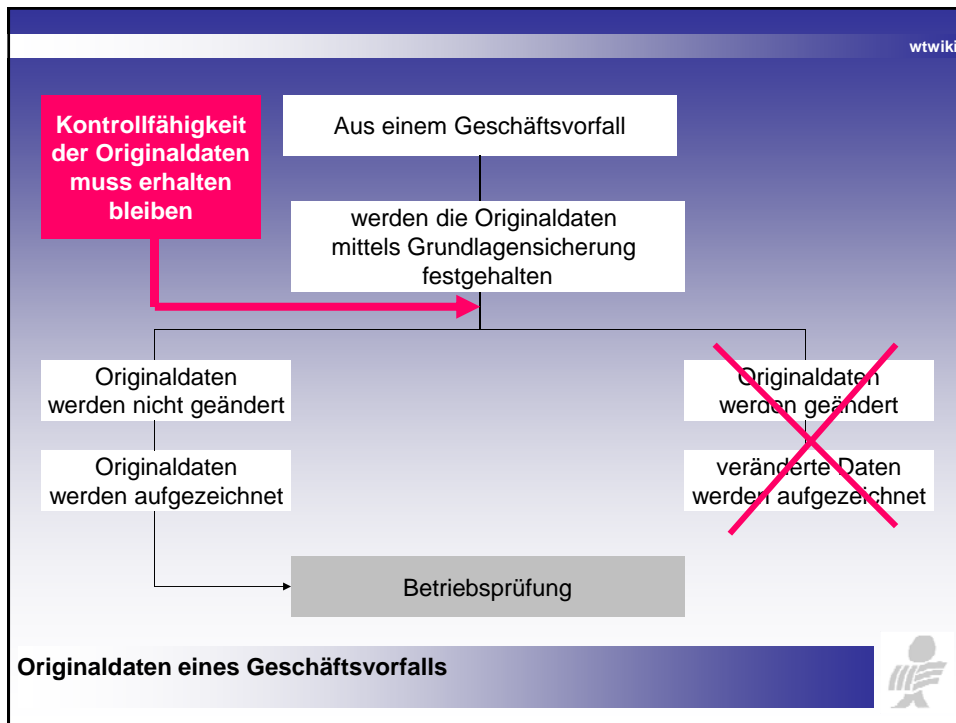 wtwiki
Kontrollfähigkeit
der Originaldaten
muss erhalten
bleiben
Aus einem Geschäftsvorfall
werden die Originaldaten
mittels Grundlagensicherung
festgehalten
Originaldaten
werden nicht geändert
Originaldaten
werden geändert
Originaldaten
werden aufgezeichnet
veränderte Daten
werden aufgezeichnet
Betriebsprüfung
Originaldaten eines Geschäftsvorfalls